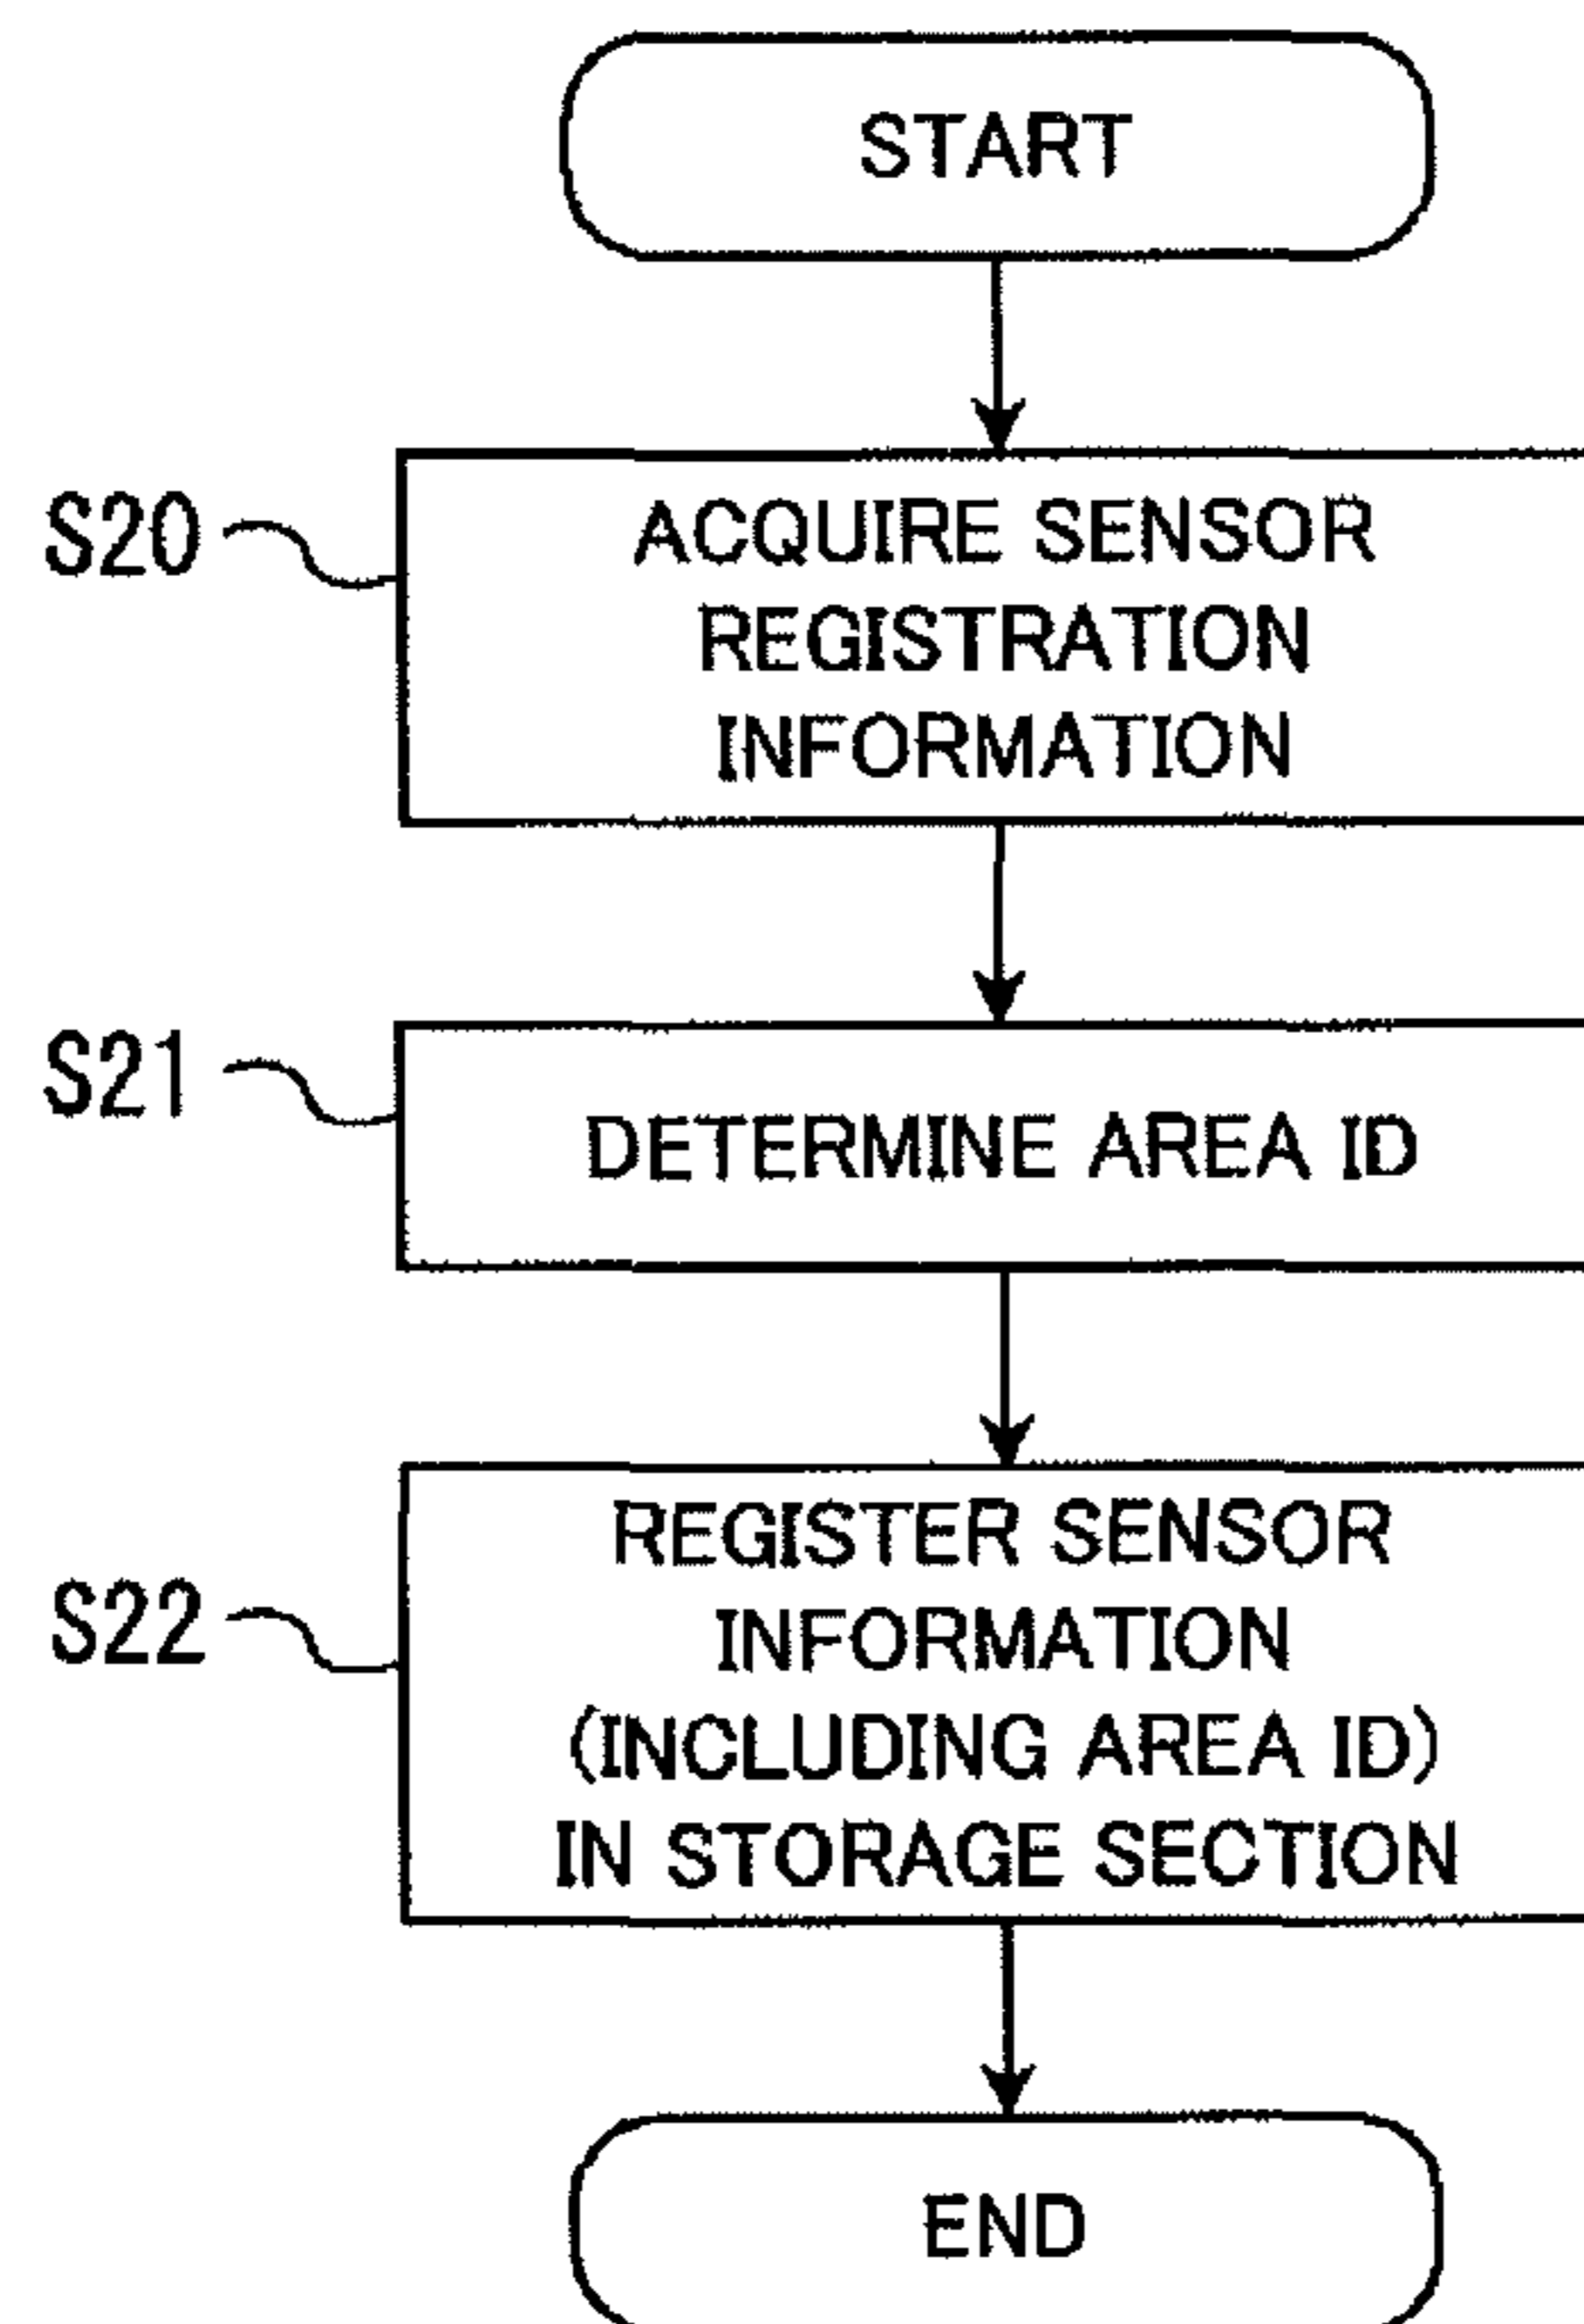 START
S20
ACQUIRE SENSOR
REGISTRATION
INFORMATION
S21
DETERMINE AREA ID
S22
REGISTER SENSOR
INFORMATION
(INCLUDING AREA ID)
IN STORAGE SECTION
END